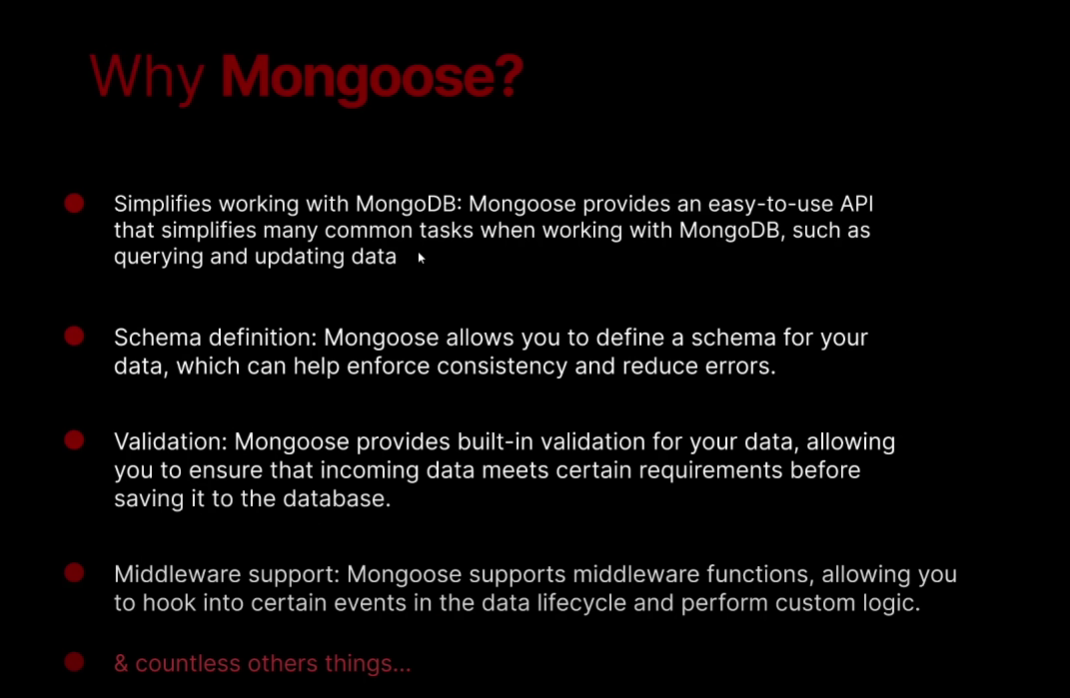 Why Mongoose?
Simplifies working with MongoDB: Mongoose provides an easy-to-use API
that simplifies many common tasks when working with MongoDB, such as
querying and updating data
Schema definition: Mongoose allows you to define a schema for your
data, which can help enforce consistency and reduce errors.
Validation: Mongoose provides built-in validation for your data, allowing
you to ensure that incoming data meets certain requirements before
saving it to the database.
Middleware support: Mongoose supports middleware functions, allowing you
to hook into certain events in the data lifecycle and perform custom logic.
& countless others things...